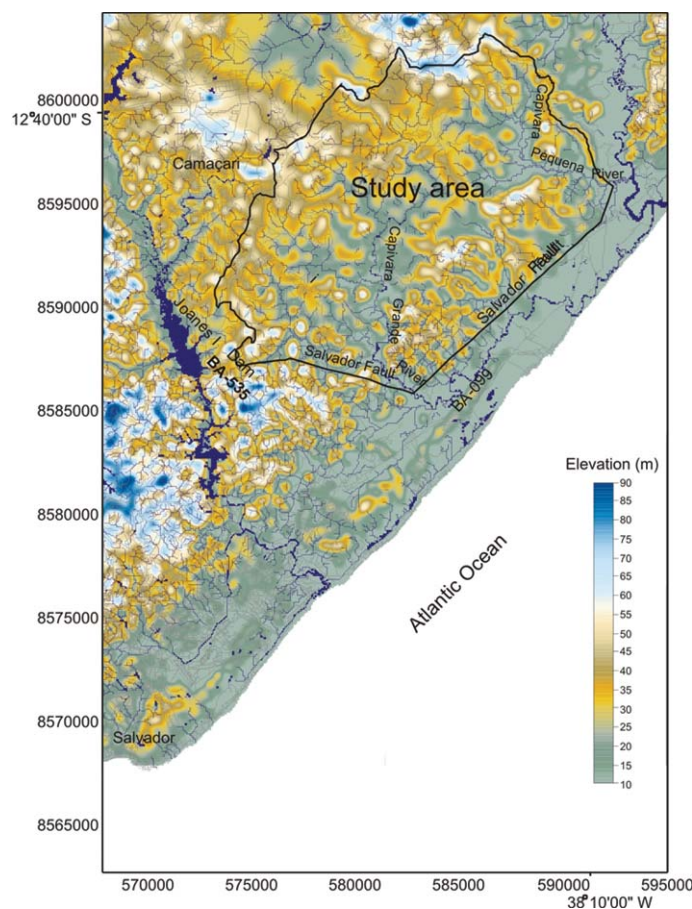 8600000
12°40'00" S
8595000
8590000
8585000
8580000
8575000
8570000
8565000
Camaçari
Study area
Capivara
Pequena River
Capivara
Grande
River
Salvador Fault
Salvador Fault
Joanes I Dam
BA-535
BA-099
Atlantic Ocean
Salvador
Elevation (m)
90
85
80
75
70
65
60
55
50
45
40
35
30
25
20
15
10
570000
575000
580000
585000
590000
595000
38°10'00" W